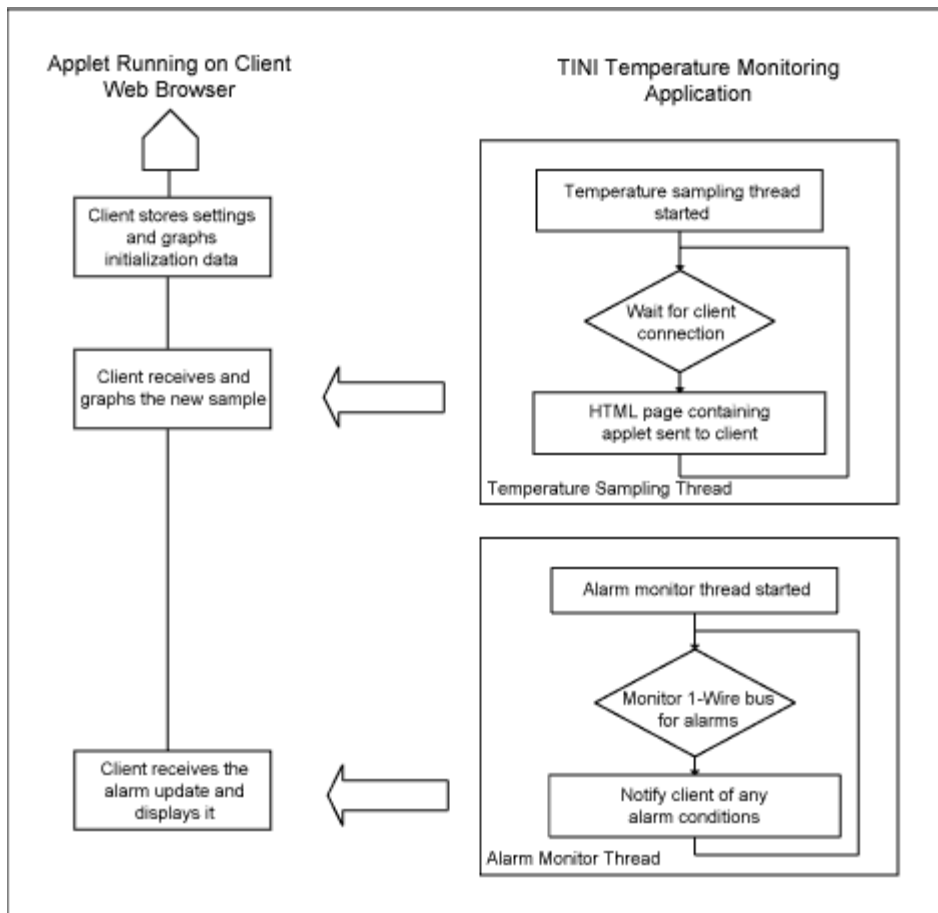 Applet Running on Client
Web Browser
Client stores settings
and graphs
initialization data
Client receives and
graphs the new sample
Client receives the
alarm update and
displays it
TINI Temperature Monitoring
Application
Temperature sampling thread
started
Wait for client
connection
HTML page containing
applet sent to client
Temperature Sampling Thread
Alarm monitor thread started
Monitor 1-Wire bus
for alarms
Notify client of any
alarm conditions
Alarm Monitor Thread